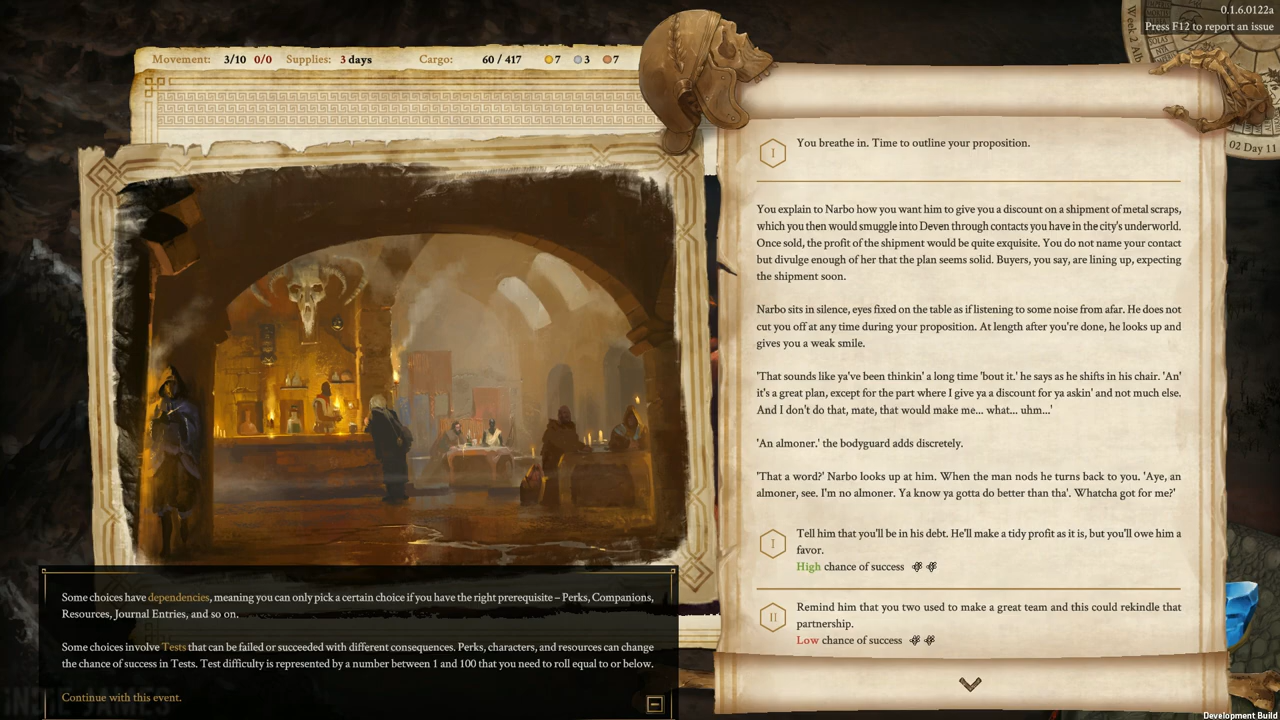 0.1.6.0122a
Press F12 to report an issue
Movement: 3/10 0/0 Supplies: 3 days Cargo: 60 / 417 7 3 7
Week 2
02 Day 11
I You breathe in. Time to outline your proposition.
You explain to Narbo how you want him to give you a discount on a shipment of metal scraps,
which you then would smuggle into Deven through contacts you have in the city's underworld.
Once sold, the profit of the shipment would be quite exquisite. You do not name your contact
but divulge enough of her that the plan seems solid. Buyers, you say, are lining up, expecting
the shipment soon.
Narbo sits in silence, eyes fixed on the table as if listening to some noise from afar. He does not
cut you off at any time during your proposition. At length after you're done, he looks up and
gives you a weak smile.
'That sounds like ya've been thinkin' a long time 'bout it.' he says as he shifts in his chair. 'An'
it's a great plan, except for the part where I give ya a discount for ya askin' and not much else.
And I don't do that, mate, that would make me... what... uhm...'
'An almoner.' the bodyguard adds discretely.
'That a word?' Narbo looks up at him. When the man nods he turns back to you. 'Aye, an
almoner, see. I'm no almoner. Ya know ya gotta do better than tha'. Whatcha got for me?'
I Tell him that you'll be in his debt. He'll make a tidy profit as it is, but you'll owe him a
favor.
High chance of success
II Remind him that you two used to make a great team and this could rekindle that
partnership.
Low chance of success
Some choices have dependencies, meaning you can only pick a certain choice if you have the right prerequisite – Perks, Companions,
Resources, Journal Entries, and so on.
Some choices involve Tests that can be failed or succeeded with different consequences. Perks, characters, and resources can change
the chance of success in Tests. Test difficulty is represented by a number between 1 and 100 that you need to roll equal to or below.
Continue with this event.
Development Build